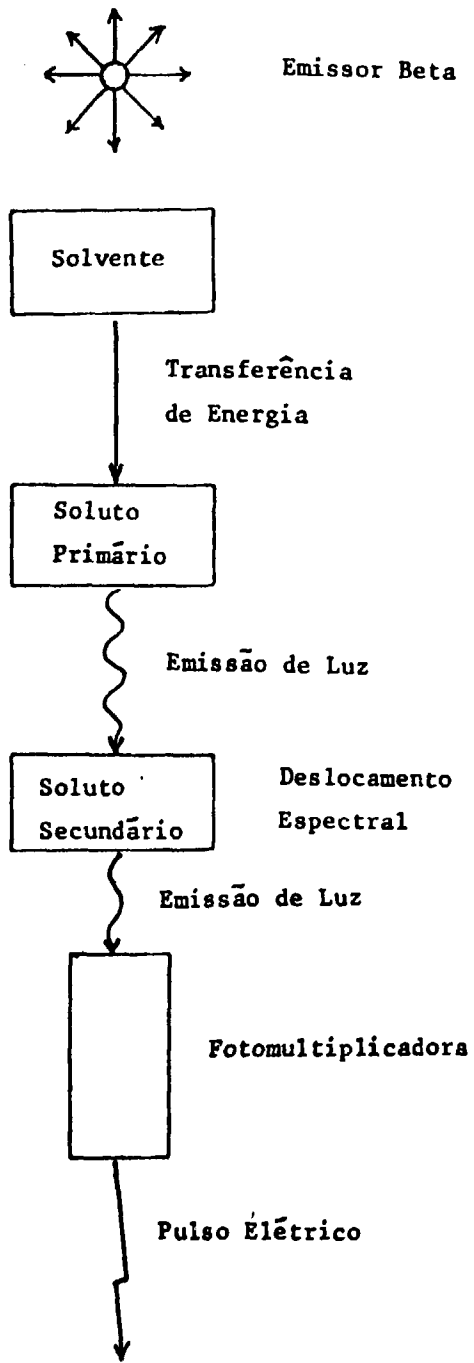 Emissor Beta
Solvente
Transferência
de Energia
Soluto
Primário
Emissão de Luz
Soluto
Secundário
Deslocamento
Espectral
Emissão de Luz
Fotomultiplicadora
Pulso Élétrico